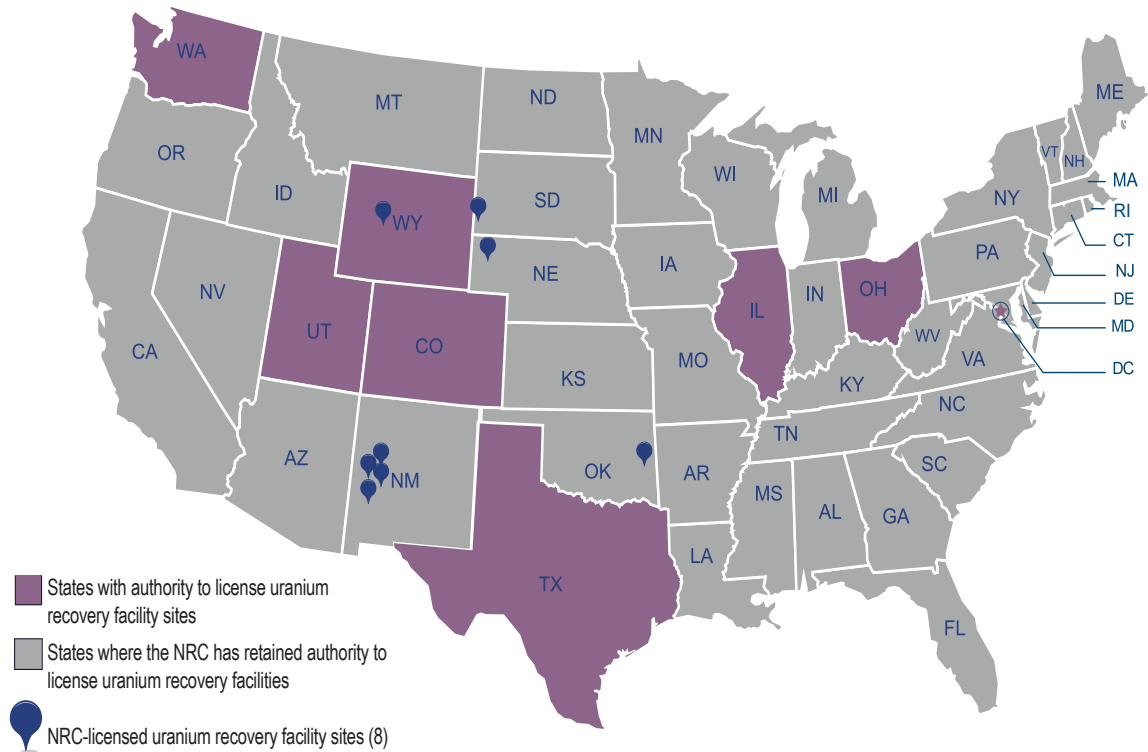 WA
MT
ND
MN
ME
OR
ID
WY
SD
WI
MI
NY
VT
NH
MA
RI
CT
NJ
DE
MD
DC
NV
UT
CO
NE
IA
IL
IN
OH
PA
WV
VA
CA
KS
MO
KY
NC
TN
SC
AZ
NM
OK
AR
MS
AL
GA
LA
TX
FL
States with authority to license uranium
recovery facility sites
States where the NRC has retained authority to
license uranium recovery facilities
NRC-licensed uranium recovery facility sites (8)